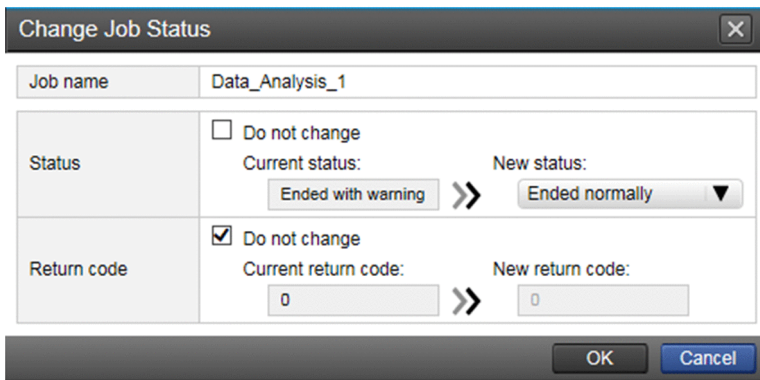 Change Job Status
Job name
Data_Analysis_1
Status
Do not change
Current status:
New status:
Ended with warning
Ended normally
Return code
Do not change
Current return code:
New return code:
0
0
OK
Cancel